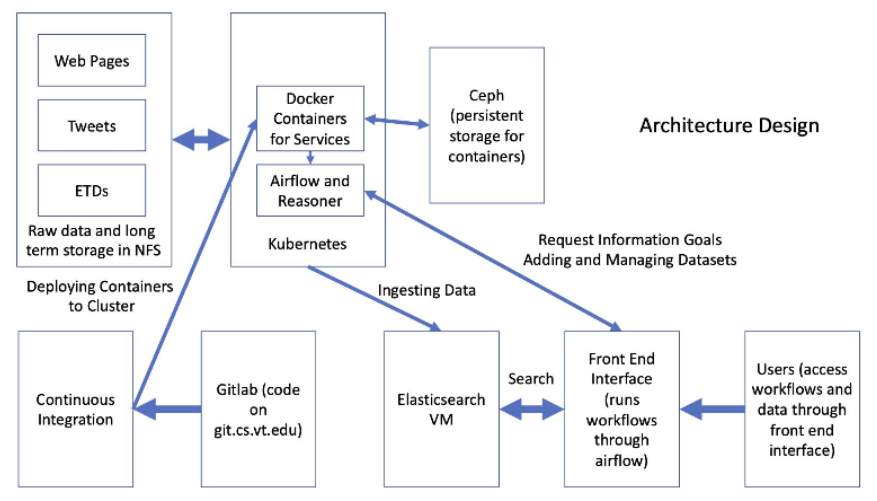 Web Pages
Tweets
ETDs
Raw data and long
term storage in NFS
Docker
Containers
for Services
Airflow and
Reasoner
Kubernetes
Ceph
(persistent
storage for
containers)
Architecture Design
Request Information Goals
Adding and Managing Datasets
Deploying Containers
to Cluster
Ingesting Data
Continuous
Integration
Gitlab (code
on
git.cs.vt.edu)
Elasticsearch
VM
Search
Front End
Interface
(runs
workflows
through
airflow)
Users (access
workflows and
data through
front end
interface)